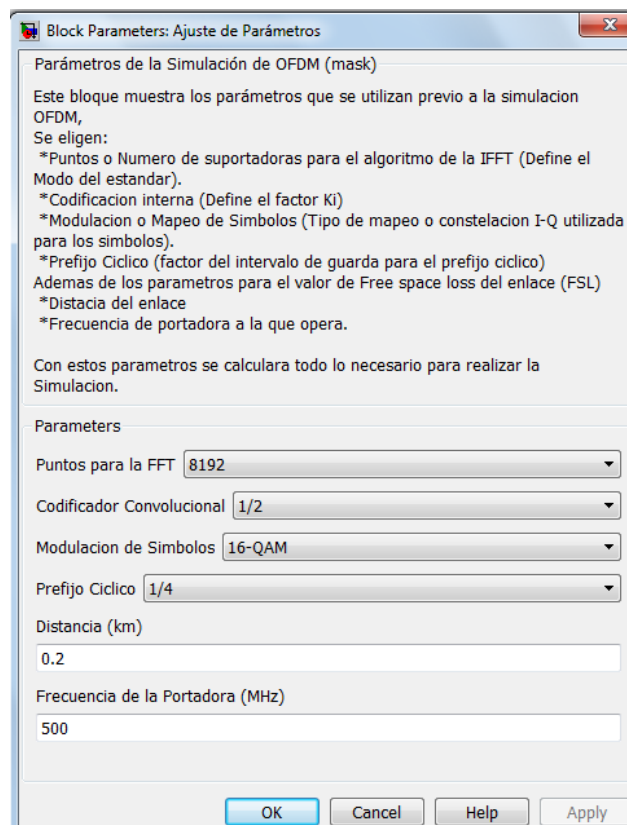 Block Parameters: Ajuste de Parámetros
Parámetros de la Simulación de OFDM (mask)
Este bloque muestra los parámetros que se utilizan previo a la simulacion
OFDM,
Se eligen:
*Puntos o Numero de suportadoras para el algoritmo de la IFFT (Define el
Modo del estandar).
*Codificacion interna (Define el factor Ki)
*Modulacion o Mapeo de Simbolos (Tipo de mapeo o constelacion I-Q utilizada
para los simbolos).
*Prefijo Ciclico (factor del intervalo de guarda para el prefijo ciclico)
Ademas de los parametros para el valor de Free space loss del enlace (FSL)
*Distacia del enlace
*Frecuencia de portadora a la que opera.
Con estos parametros se calculara todo lo necesario para realizar la
Simulacion.
Parameters
Puntos para la FFT 8192
Codificador Convolucional 1/2
Modulacion de Simbolos 16-QAM
Prefijo Ciclico 1/4
Distancia (km)
0.2
Frecuencia de la Portadora (MHz)
500
OK Cancel Help Apply